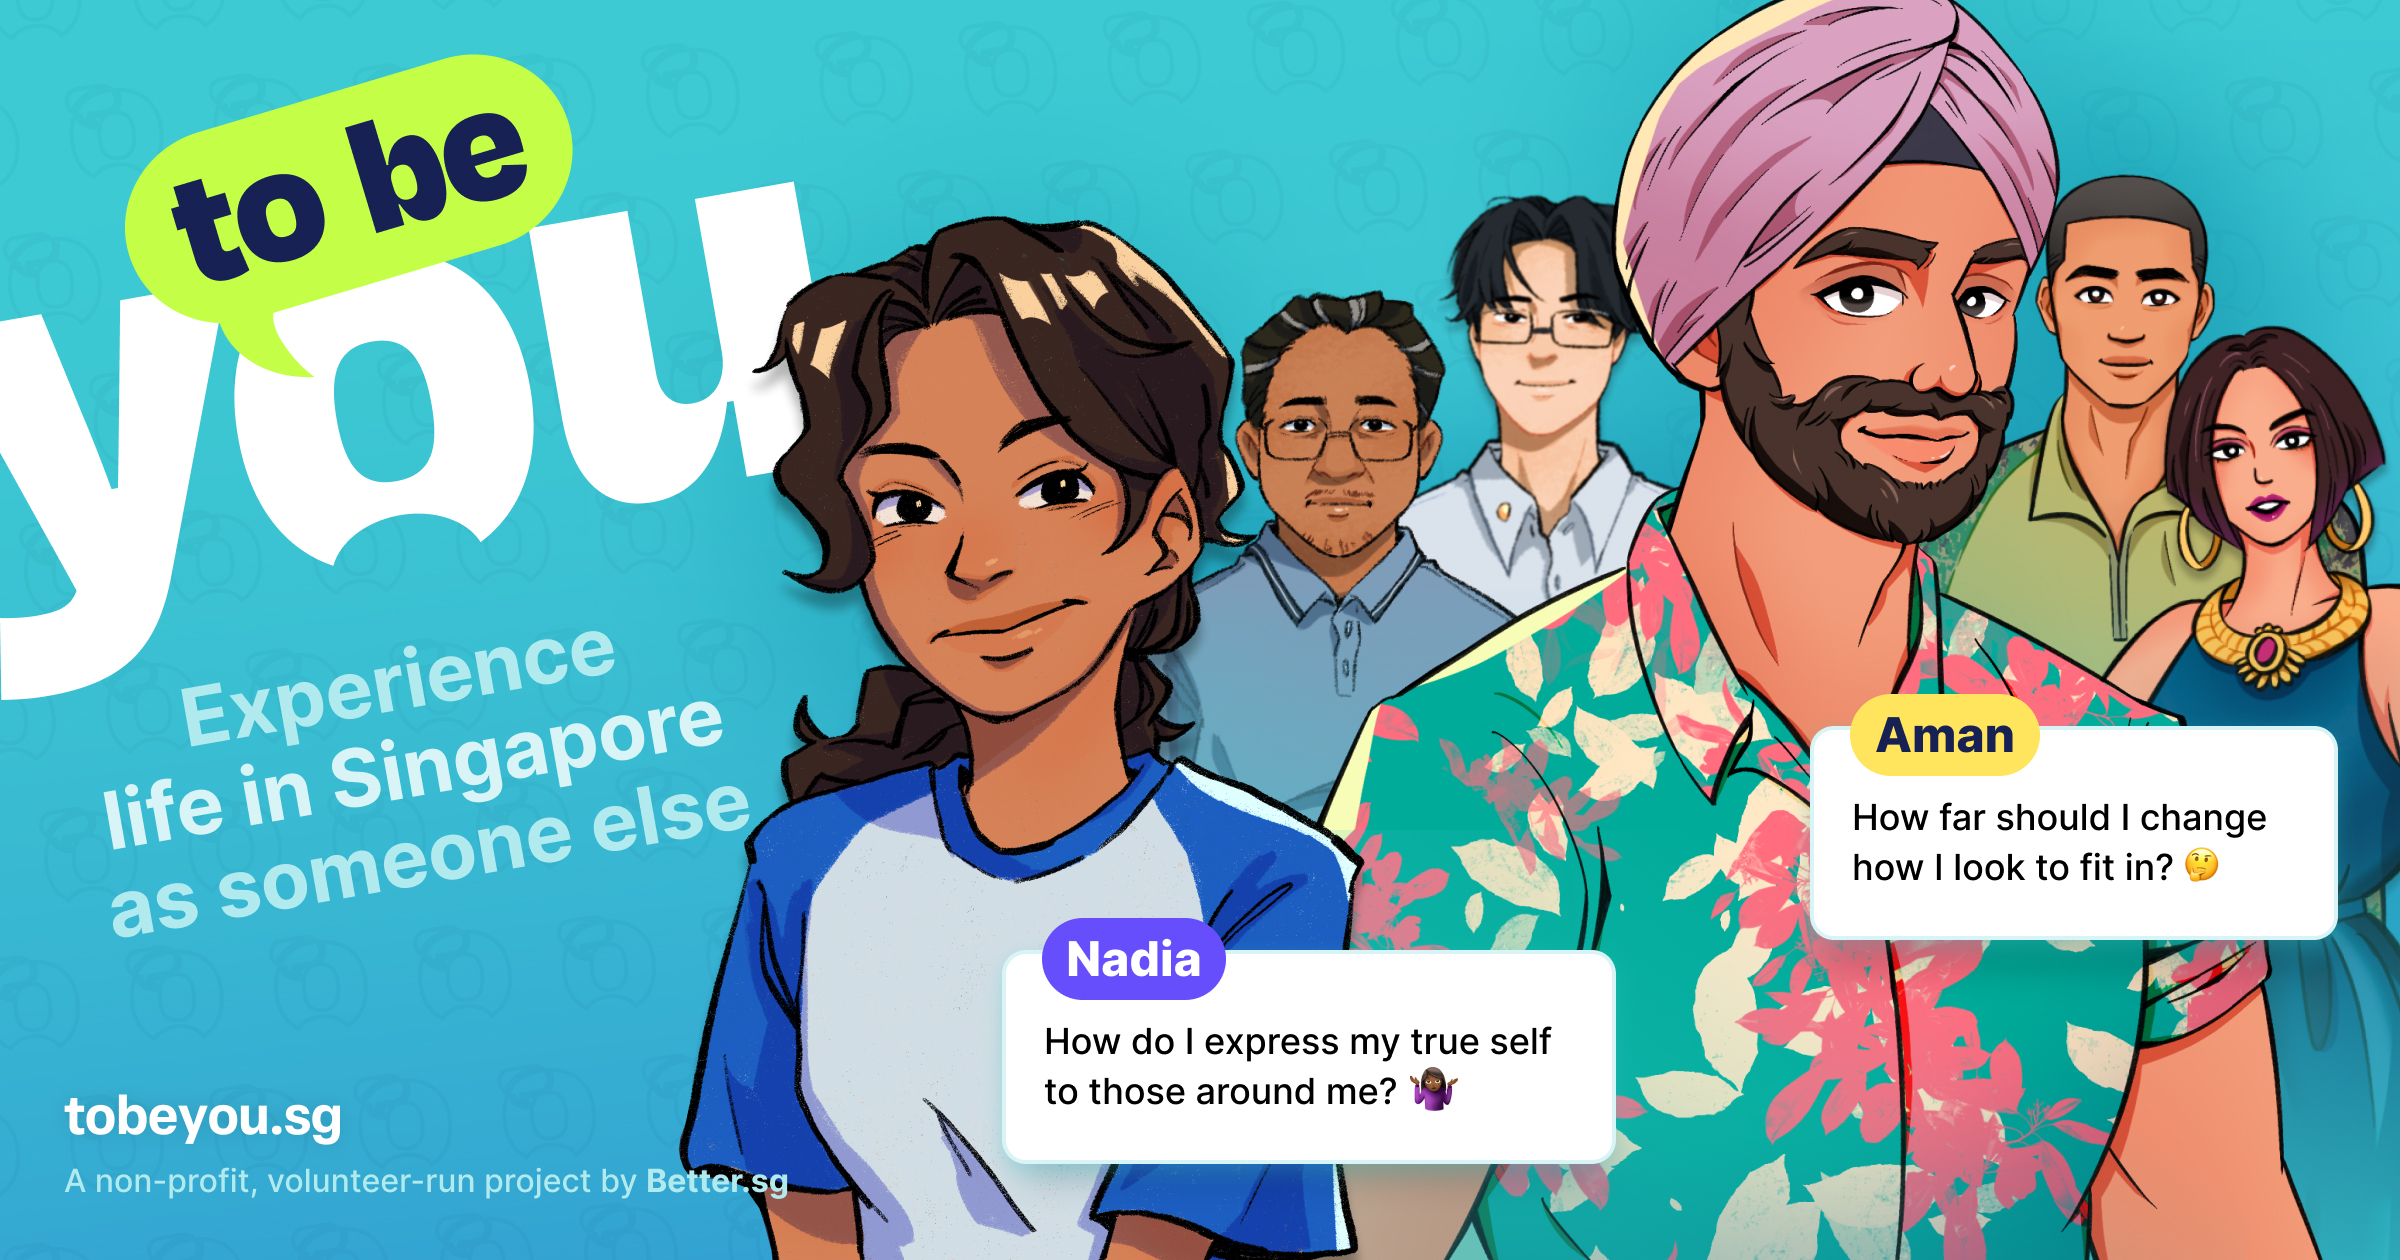 to be
you
Experience
life in Singapore
as someone else
tobeyou.sg
A non-profit, volunteer-run project by Better.sg
Nadia
How do I express my true self
to those around me? 🤷🏾‍♀️
Aman
How far should I change
how I look to fit in? 🤔